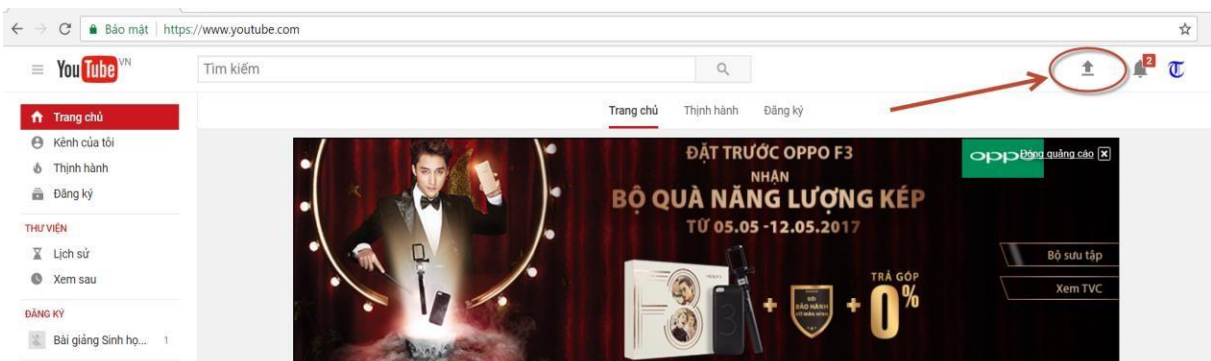 Bảo mật https://www.youtube.com
YouTube VN
Tìm kiếm
2
Trang chủ Thịnh hành Đăng ký
Trang chủ
Kênh của tôi
Thịnh hành
Đăng ký
THƯ VIỆN
Lịch sử
Xem sau
ĐĂNG KÝ
Bài giảng Sinh họ... 1
ĐẶT TRƯỚC OPPO F3
NHẬN
BỘ QUÀ NĂNG LƯỢNG KÉP
TỪ 05.05 -12.05.2017
oppo
Đóng quảng cáo
Bộ sưu tập
Xem TVC
+
+
TRẢ GÓP
0%